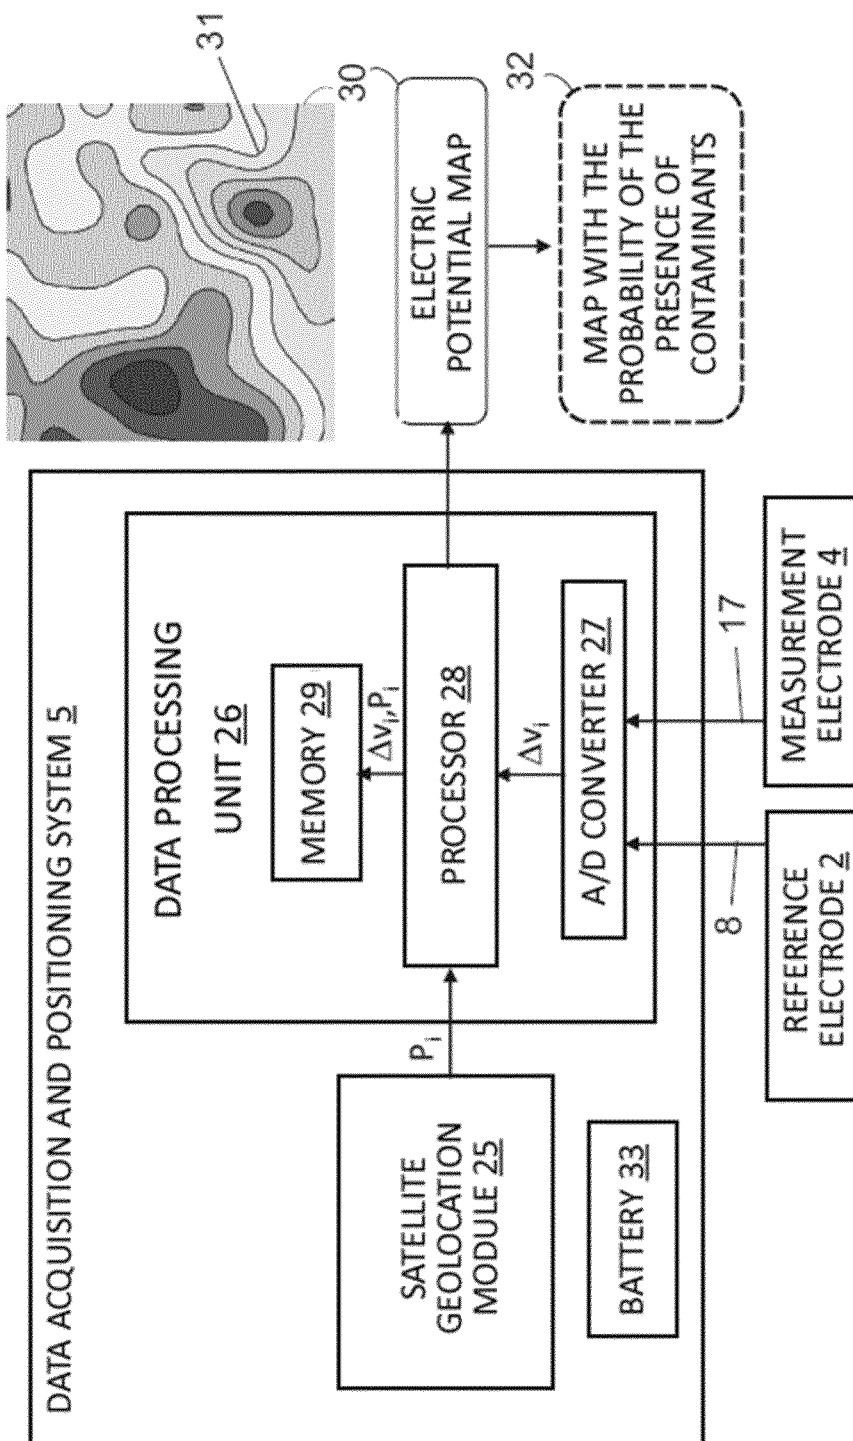 DATA ACQUISITION AND POSITIONING SYSTEM 5
DATA PROCESSING
UNIT 26
MEMORY 29
Δvᵢ,Pᵢ
SATELLITE
GEOLOCATION
MODULE 25
Pᵢ
PROCESSOR 28
Δvᵢ
A/D CONVERTER 27
BATTERY 33
8
17
REFERENCE
ELECTRODE 2
MEASUREMENT
ELECTRODE 4
31
30
ELECTRIC
POTENTIAL MAP
32
MAP WITH THE
PROBABILITY OF THE
PRESENCE OF
CONTAMINANTS